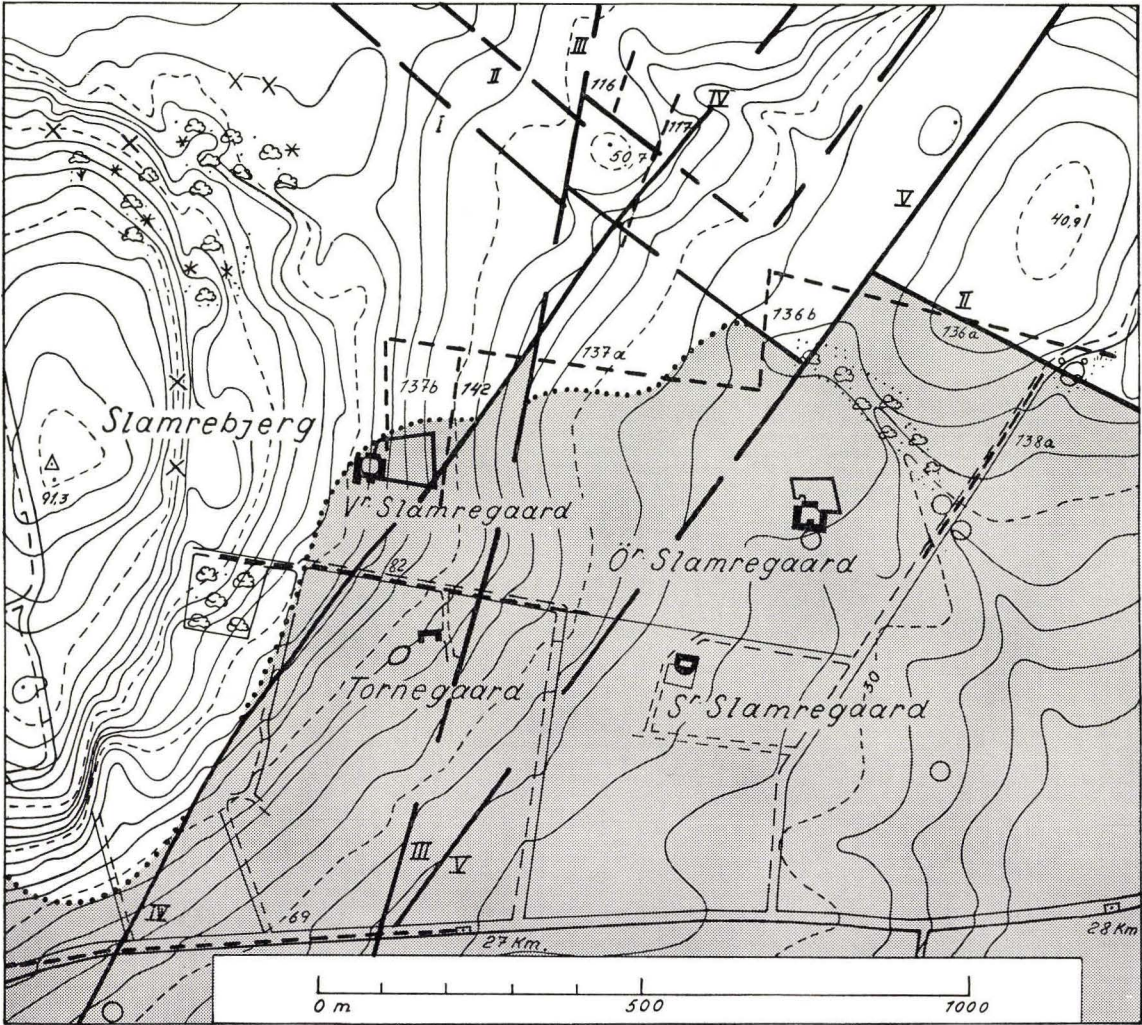 III
II
I
116
IV
117
50,7
V
40,9
II
136b
136a
137a
137b
142
138a
Slamrebjerg
91,3
Vr. Slamregaard
Ör. Slamregaard
82
Tornegaard
30
Sr. Slamregaard
III
V
IV
69
27 Km.
28 Km
0 m
500
1000